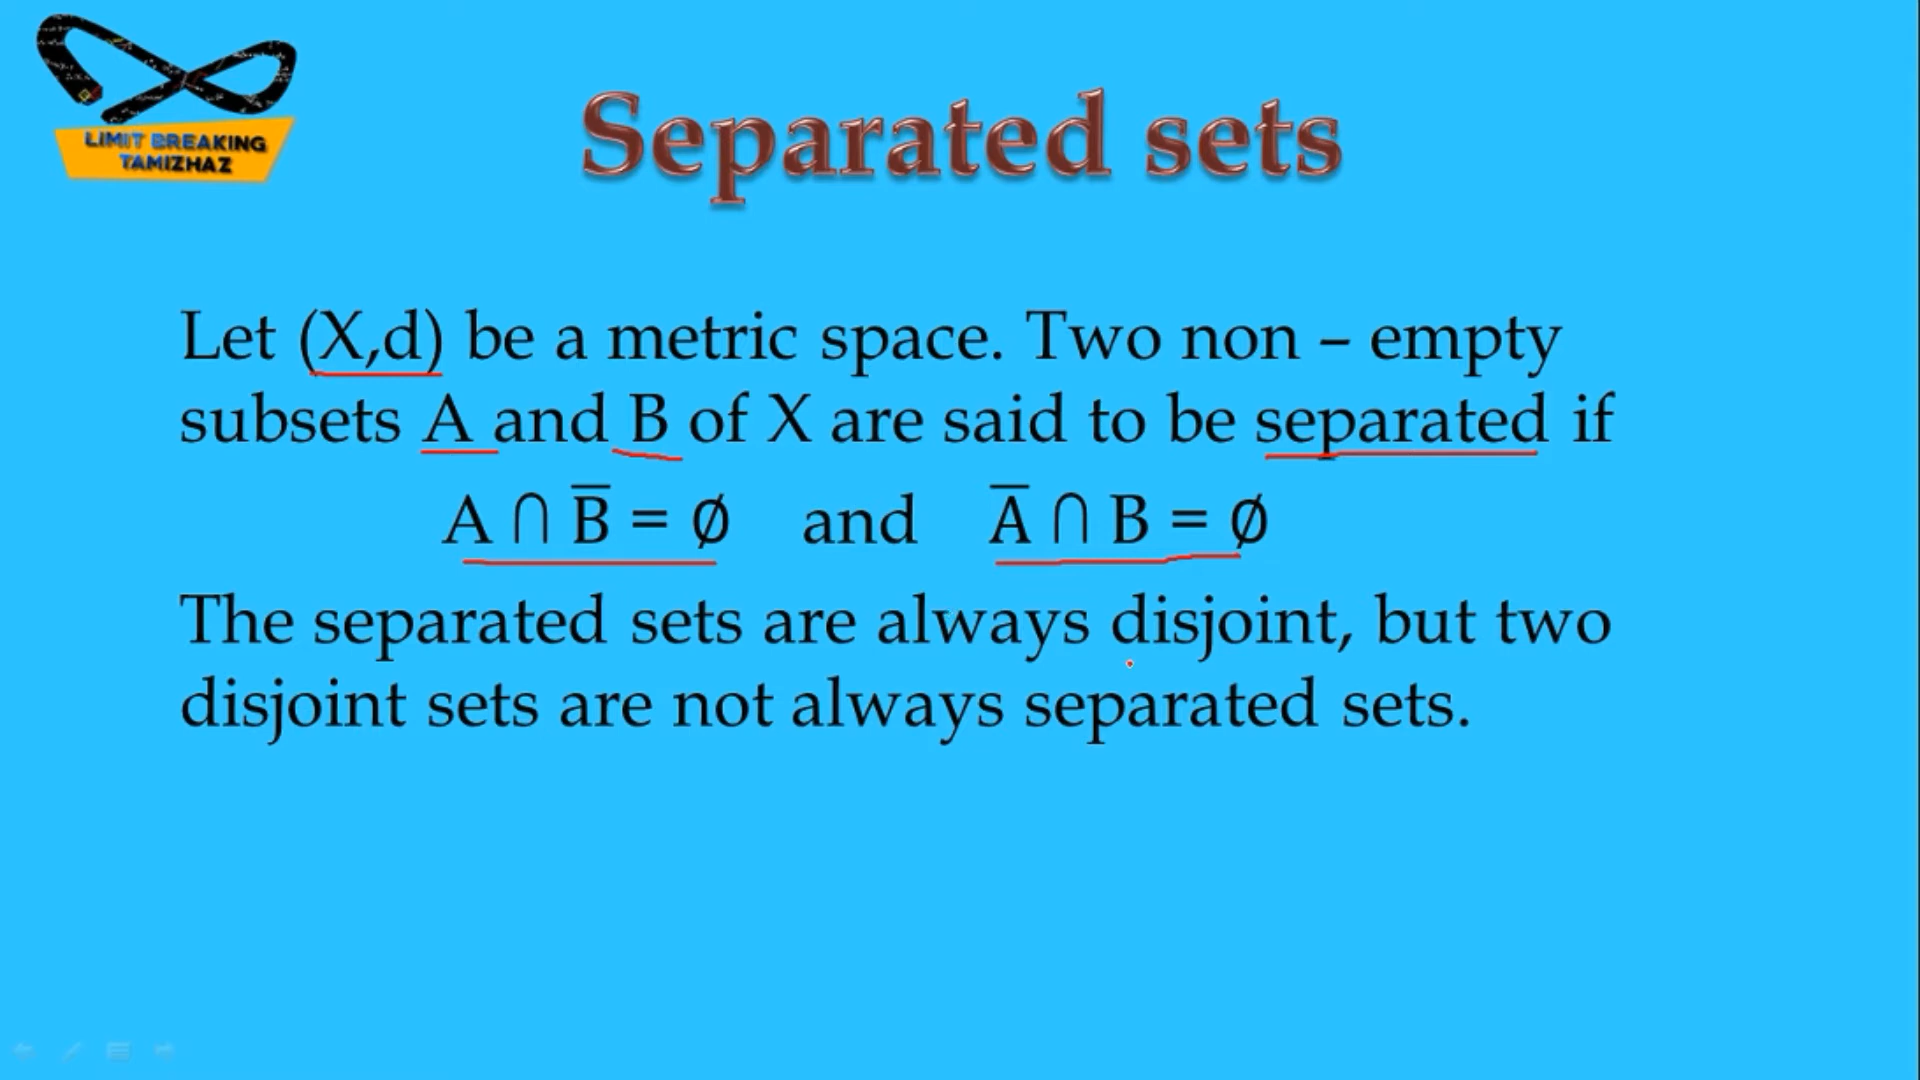 LIMIT BREAKING
TAMIZHAZ
Separated sets
Let (X,d) be a metric space. Two non – empty
subsets A and B of X are said to be separated if
A ∩ B̅ = ∅ and A̅ ∩ B = ∅
The separated sets are always disjoint, but two
disjoint sets are not always separated sets.